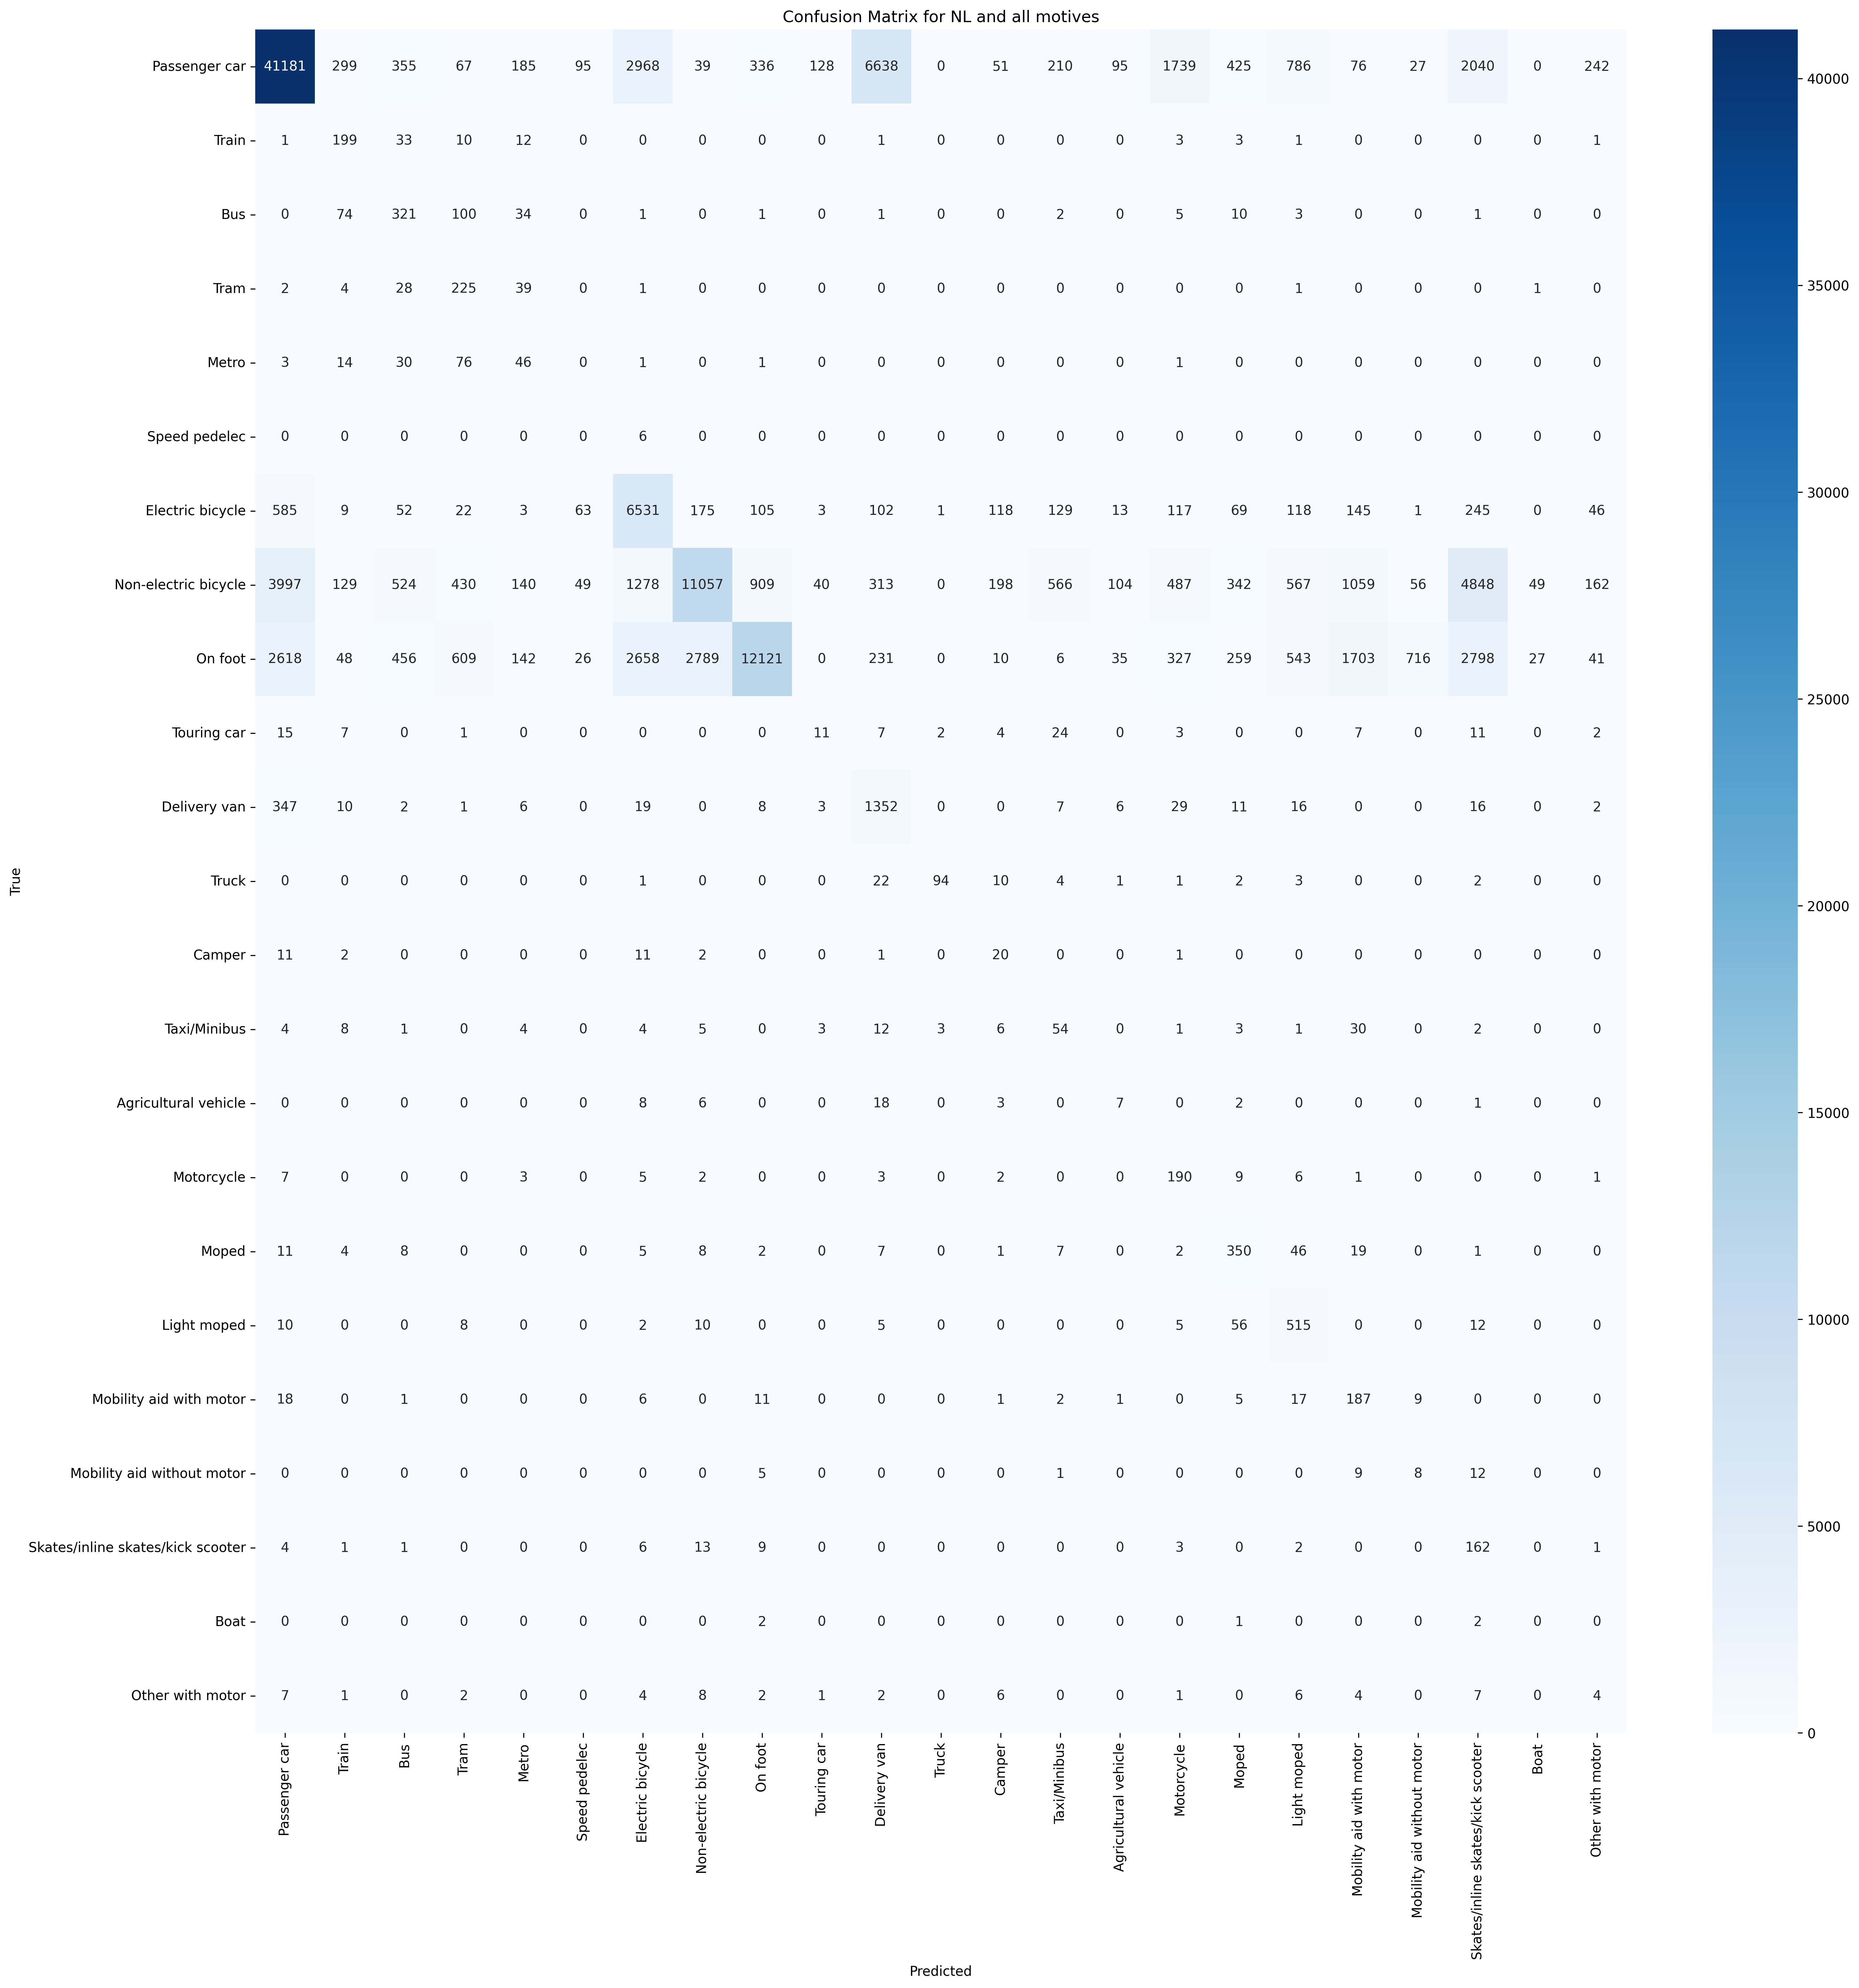 Confusion Matrix for NL and all motives
Passenger car 41181 299 355 67 185 95 2968 39 336 128 6638 0 51 210 95 1739 425 786 76 27 2040 0 242
Train 1 199 33 10 12 0 0 0 0 0 1 0 0 0 0 3 3 1 0 0 0 0 1
Bus 0 74 321 100 34 0 1 0 1 0 1 0 0 2 0 5 10 3 0 0 1 0 0
Tram 2 4 28 225 39 0 1 0 0 0 0 0 0 0 0 0 0 1 0 0 0 1 0
Metro 3 14 30 76 46 0 1 0 1 0 0 0 0 0 0 1 0 0 0 0 0 0 0
Speed pedelec 0 0 0 0 0 0 6 0 0 0 0 0 0 0 0 0 0 0 0 0 0 0 0
Electric bicycle 585 9 52 22 3 63 6531 175 105 3 102 1 118 129 13 117 69 118 145 1 245 0 46
Non-electric bicycle 3997 129 524 430 140 49 1278 11057 909 40 313 0 198 566 104 487 342 567 1059 56 4848 49 162
On foot 2618 48 456 609 142 26 2658 2789 12121 0 231 0 10 6 35 327 259 543 1703 716 2798 27 41
Touring car 15 7 0 1 0 0 0 0 0 11 7 2 4 24 0 3 0 0 7 0 11 0 2
Delivery van 347 10 2 1 6 0 19 0 8 3 1352 0 0 7 6 29 11 16 0 0 16 0 2
Truck 0 0 0 0 0 0 1 0 0 0 22 94 10 4 1 1 2 3 0 0 2 0 0
Camper 11 2 0 0 0 0 11 2 0 0 1 0 20 0 0 1 0 0 0 0 0 0 0
Taxi/Minibus 4 8 1 0 4 0 4 5 0 3 12 3 6 54 0 1 3 1 30 0 2 0 0
Agricultural vehicle 0 0 0 0 0 0 8 6 0 0 18 0 3 0 7 0 2 0 0 0 1 0 0
Motorcycle 7 0 0 0 3 0 5 2 0 0 3 0 2 0 0 190 9 6 1 0 0 0 1
Moped 11 4 8 0 0 0 5 8 2 0 7 0 1 7 0 2 350 46 19 0 1 0 0
Light moped 10 0 0 8 0 0 2 10 0 0 5 0 0 0 0 5 56 515 0 0 12 0 0
Mobility aid with motor 18 0 1 0 0 0 6 0 11 0 0 0 1 2 1 0 5 17 187 9 0 0 0
Mobility aid without motor 0 0 0 0 0 0 0 0 5 0 0 0 0 1 0 0 0 0 9 8 12 0 0
Skates/inline skates/kick scooter 4 1 1 0 0 0 6 13 9 0 0 0 0 0 0 3 0 2 0 0 162 0 1
Boat 0 0 0 0 0 0 0 0 2 0 0 0 0 0 0 0 1 0 0 0 2 0 0
Other with motor 7 1 0 2 0 0 4 8 2 1 2 0 6 0 0 1 0 6 4 0 7 0 4
True
Passenger car
Train
Bus
Tram
Metro
Speed pedelec
Electric bicycle
Non-electric bicycle
On foot
Touring car
Delivery van
Truck
Camper
Taxi/Minibus
Agricultural vehicle
Motorcycle
Moped
Light moped
Mobility aid with motor
Mobility aid without motor
Skates/inline skates/kick scooter
Boat
Other with motor
Predicted
40000
35000
30000
25000
20000
15000
10000
5000
0